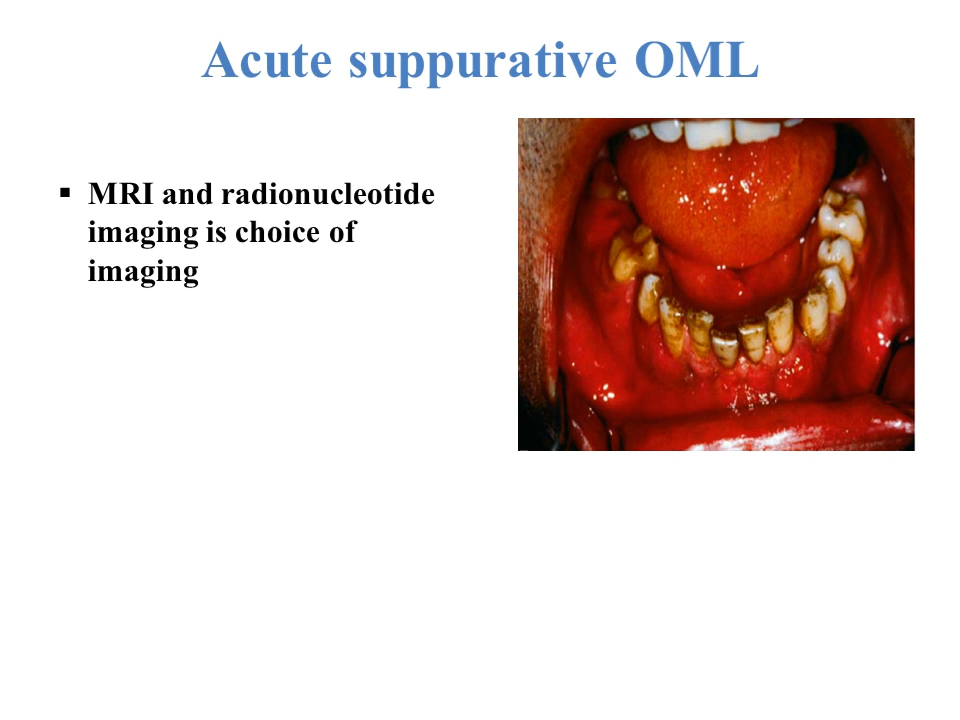 Acute suppurative OML
▪ MRI and radionucleotide
imaging is choice of
imaging